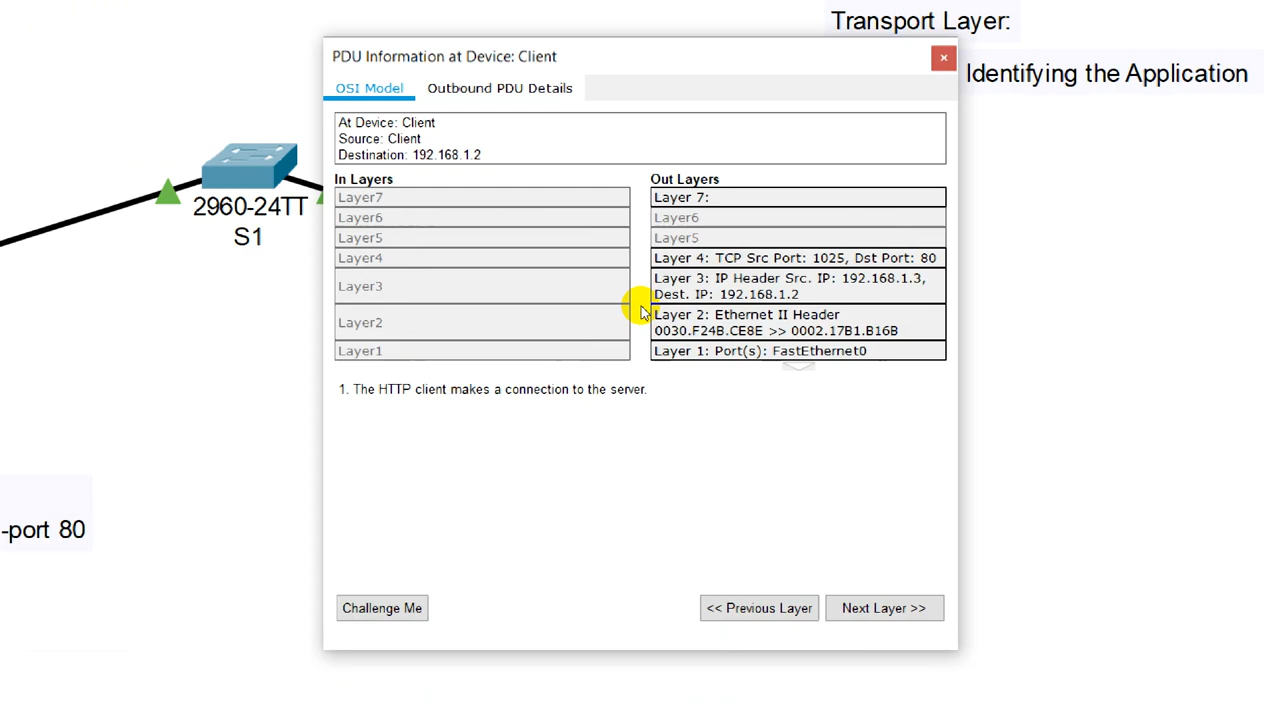 Transport Layer:
Identifying the Application
2960-24TT
S1
-port 80
PDU Information at Device: Client
OSI Model
Outbound PDU Details
At Device: Client
Source: Client
Destination: 192.168.1.2
In Layers
Layer7
Layer6
Layer5
Layer4
Layer3
Layer2
Layer1
Out Layers
Layer 7:
Layer6
Layer5
Layer 4: TCP Src Port: 1025, Dst Port: 80
Layer 3: IP Header Src. IP: 192.168.1.3,
Dest. IP: 192.168.1.2
Layer 2: Ethernet II Header
0030.F24B.CE8E >> 0002.17B1.B16B
Layer 1: Port(s): FastEthernet0
1. The HTTP client makes a connection to the server.
Challenge Me
<< Previous Layer
Next Layer >>